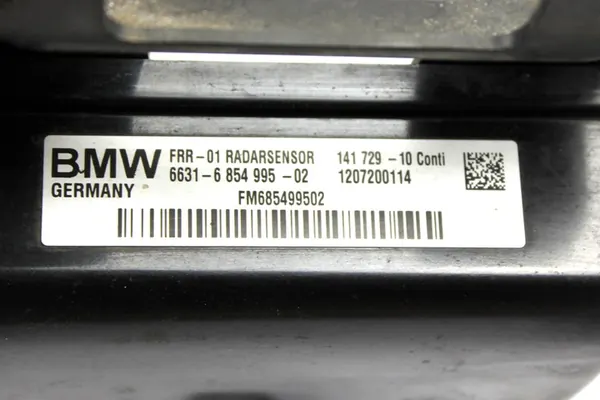 BMW FRR-01 RADARSENSOR 141 729-10 Conti
GERMANY 6631-6 854 995-02 1207200114
FM685499502